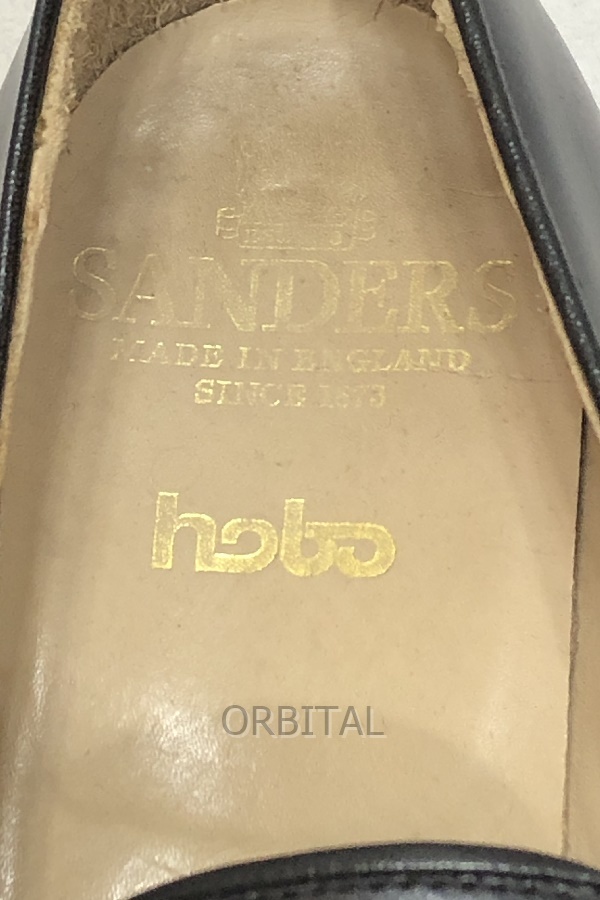 SANDERS
MADE IN ENGLAND
SINCE 1873
hobo
ORBITAL